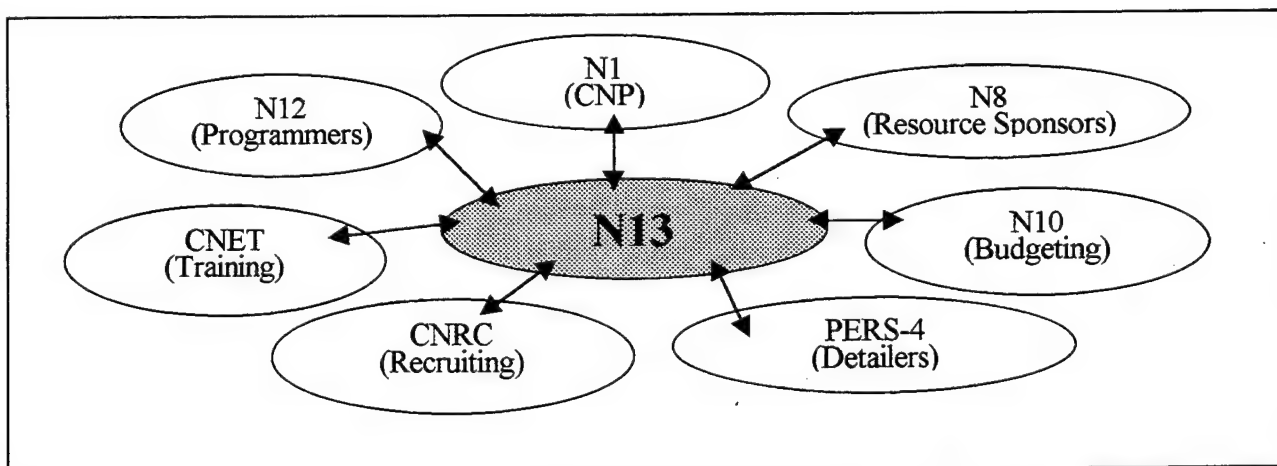 N1
(CNP)
N12
(Programmers)
N8
(Resource Sponsors)
N13
CNET
(Training)
N10
(Budgeting)
CNRC
(Recruiting)
PERS-4
(Detailers)